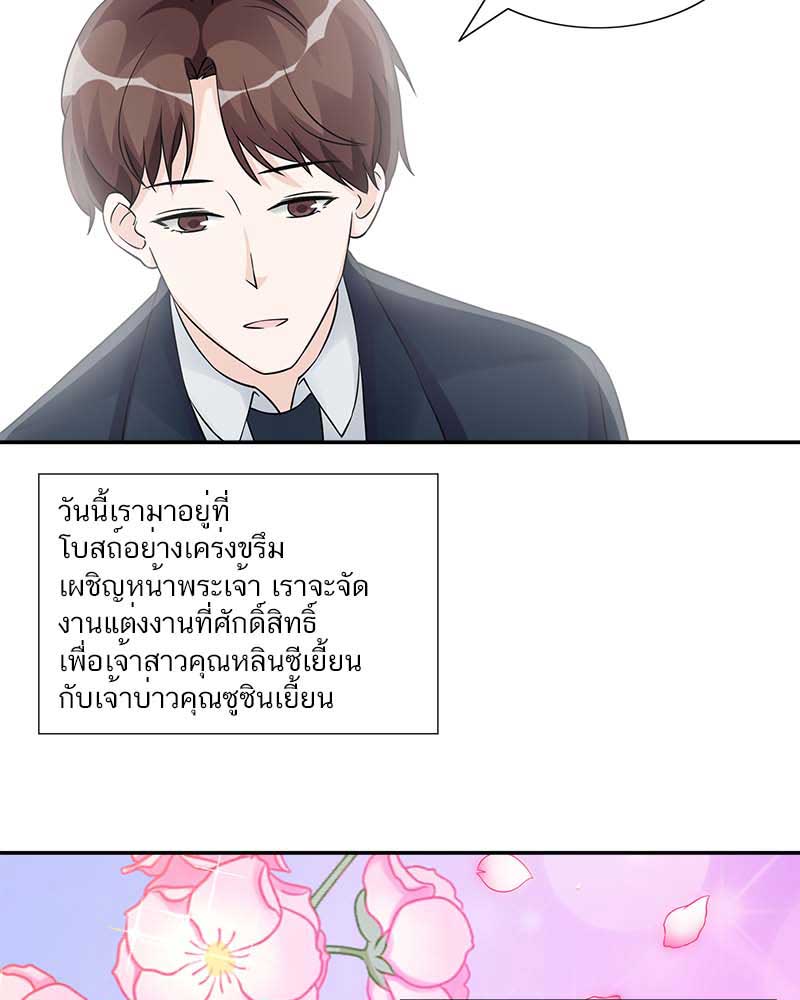 วันนี้เรามาอยู่ที่
โบสถ์อย่างเคร่งขรึม
เผชิญหน้าพระเจ้า เราจะจัด
งานแต่งงานที่ศักดิ์สิทธิ์
เพื่อเจ้าสาวคุณหลินซีเยี้ยน
กับเจ้าบ่าวคุณซูซินเยี้ยน